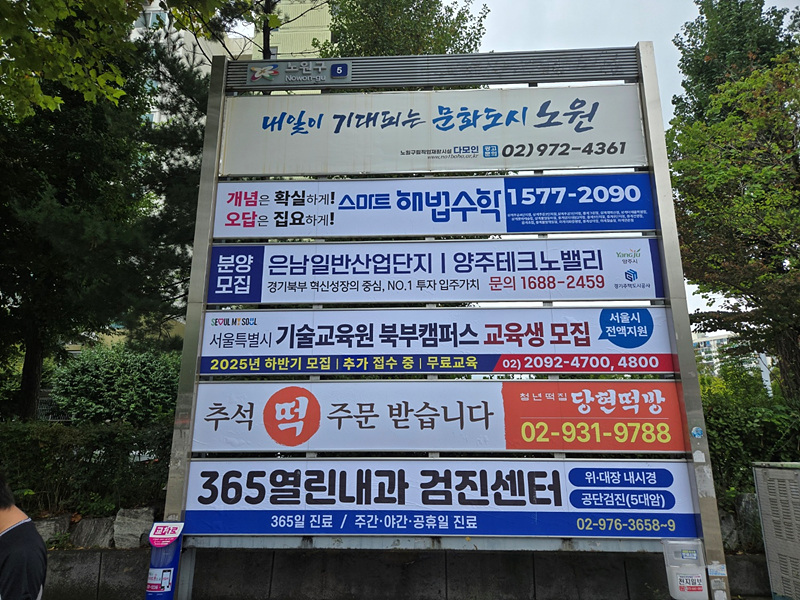 노원구
Nowon-gu
5
내일이 기대되는 문화도시 노원
노원구립직업재활시설 다모인
02)972-4361
개념은 확실하게!
오답은 집요하게!
스마트 해법수학
1577-2090
분양
모집
은남일반산업단지 | 양주테크노밸리
경기북부 혁신성장의 중심, NO.1 투자 입주가치 문의 1688-2459
Yangju
양주시
경기주택도시공사
SEOUL MY SOUL
서울특별시 기술교육원 북부캠퍼스 교육생 모집
서울시
전액지원
2025년 하반기 모집 | 추가 접수 중 | 무료교육
02) 2092-4700, 4800
추석 떡 주문 받습니다
청년떡집 당현떡방
02-931-9788
365열린내과 검진센터
위·대장 내시경
공단검진(5대암)
365일 진료 / 주간·야간·공휴일 진료
02-976-3658~9